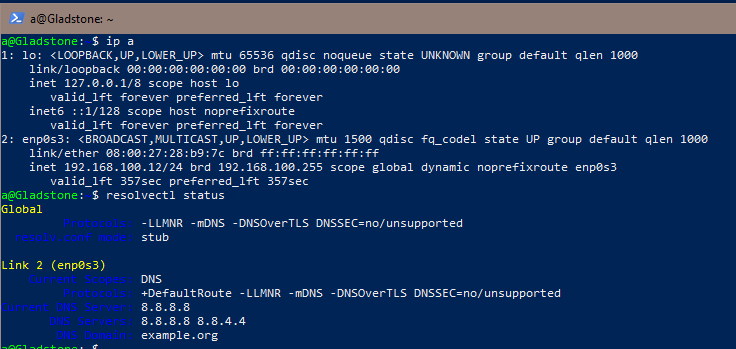 a@Gladstone: ~
a@Gladstone: $ ip a
1: lo: <LOOPBACK,UP,LOWER_UP> mtu 65536 qdisc noqueue state UNKNOWN group default qlen 1000
    link/loopback 00:00:00:00:00:00 brd 00:00:00:00:00:00
    inet 127.0.0.1/8 scope host lo
       valid_lft forever preferred_lft forever
    inet6 ::1/128 scope host noprefixroute
       valid_lft forever preferred_lft forever
2: enp0s3: <BROADCAST,MULTICAST,UP,LOWER_UP> mtu 1500 qdisc fq_codel state UP group default qlen 1000
    link/ether 08:00:27:28:b9:7c brd ff:ff:ff:ff:ff:ff
    inet 192.168.100.12/24 brd 192.168.100.255 scope global dynamic noprefixroute enp0s3
       valid_lft 357sec preferred_lft 357sec
a@Gladstone: $ resolvectl status
Global
         Protocols: -LLMNR -mDNS -DNSOverTLS DNSSEC=no/unsupported
  resolv.conf mode: stub

Link 2 (enp0s3)
    Current Scopes: DNS
         Protocols: +DefaultRoute -LLMNR -mDNS -DNSOverTLS DNSSEC=no/unsupported
Current DNS Server: 8.8.8.8
       DNS Servers: 8.8.8.8 8.8.4.4
        DNS Domain: example.org
a@Gladstone: $